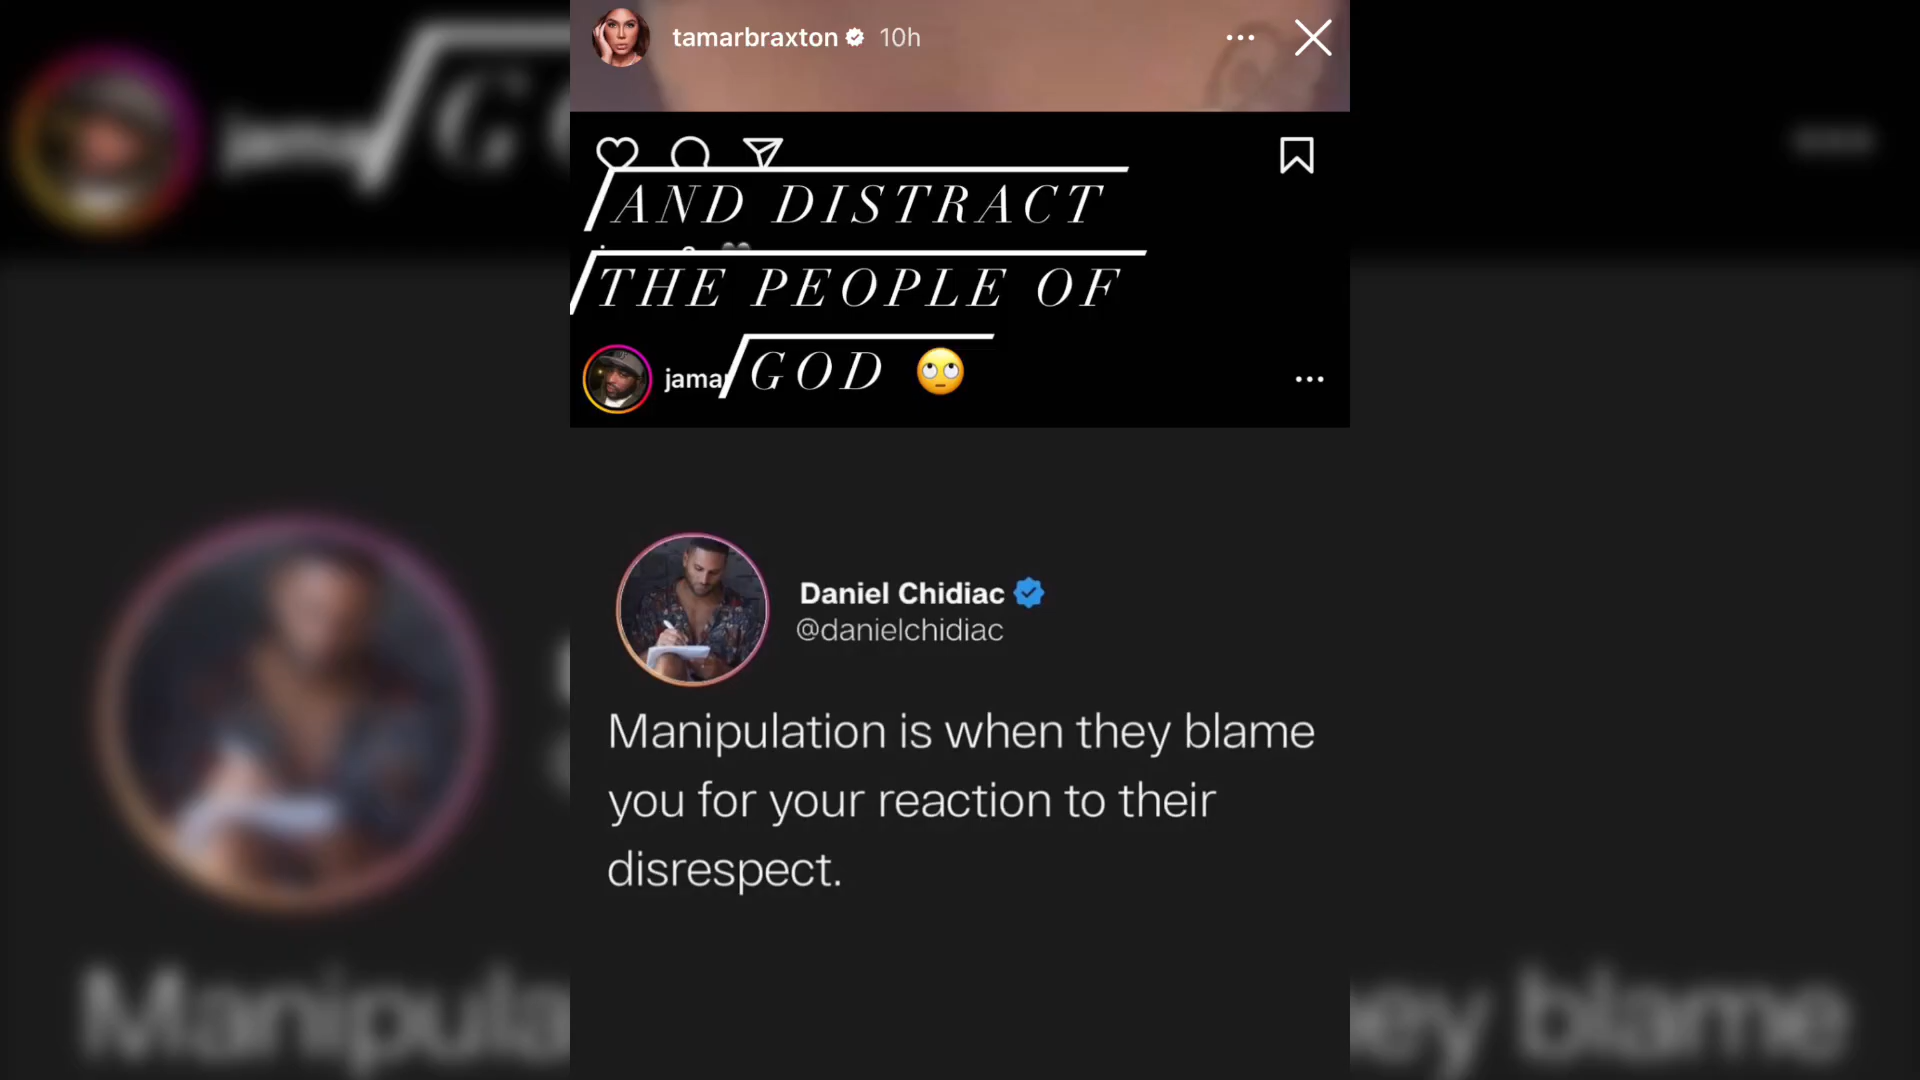 tamarbraxton 10h
AND DISTRACT
THE PEOPLE OF
GOD 🙄
jamar
Daniel Chidiac
@danielchidiac
Manipulation is when they blame
you for your reaction to their
disrespect.